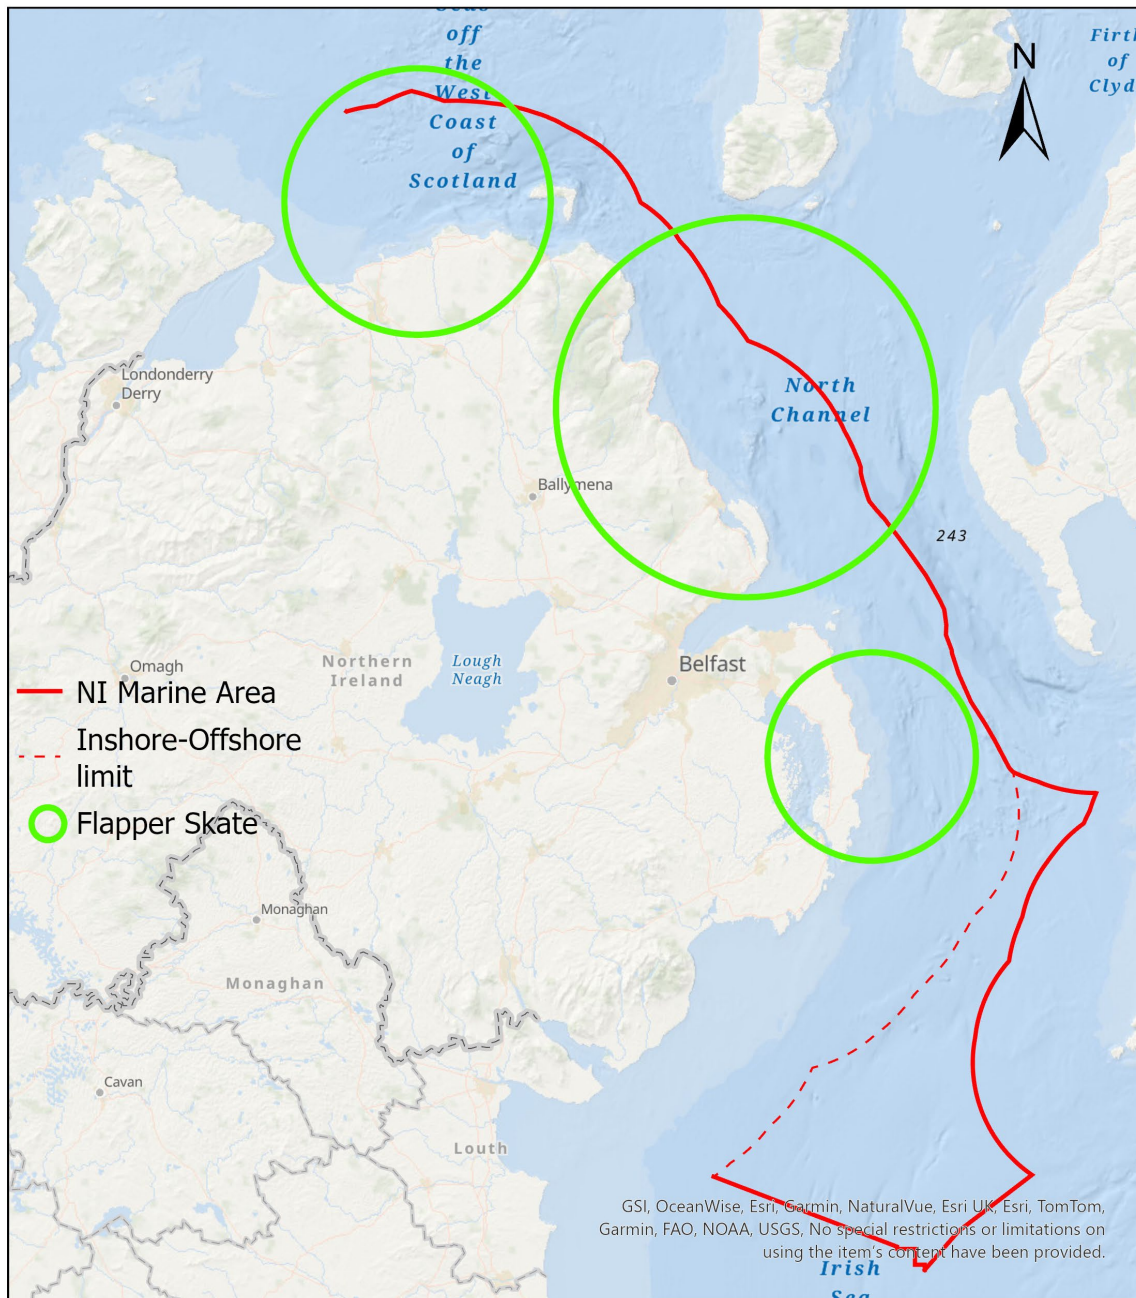 Seas
off
the
West
Coast
of
Scotland
Firth
of
Clyd
N
Londonderry
Derry
North
Channel
Ballymena
243
Omagh
Northern
Ireland
Lough
Neagh
Belfast
NI Marine Area
Inshore-Offshore
limit
Flapper Skate
Monaghan
Monaghan
Cavan
Louth
GSI, OceanWise, Esri, Garmin, NaturalVue, Esri UK, Esri, TomTom,
Garmin, FAO, NOAA, USGS, No special restrictions or limitations on
using the item's content have been provided.
Irish
Sea